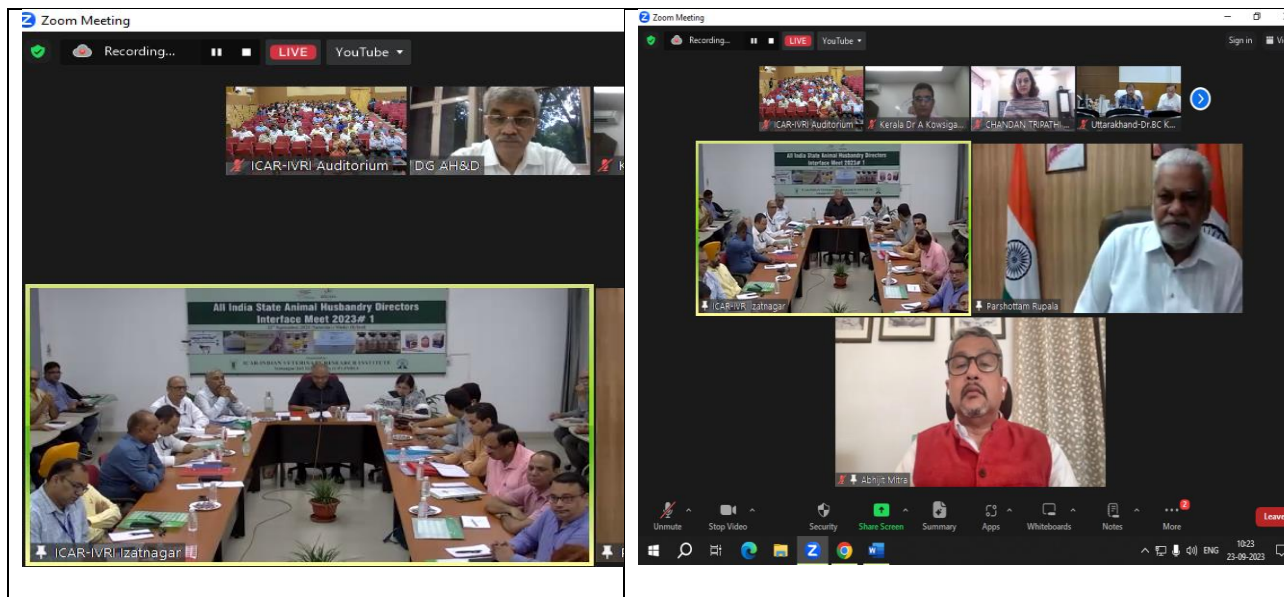 Zoom Meeting
Recording...
LIVE
YouTube
ICAR-IVRI Auditorium
DG AH&D
K
All India State Animal Husbandry Directors
Interface Meet 2023# 1
ICAR-INDIAN VETERINARY RESEARCH INSTITUTE
ICAR-IVRI Izatnagar
Zoom Meeting
Recording...
LIVE
YouTube
Sign in
Vi
ICAR-IVRI Auditorium
Kerala Dr A Kowsiga...
CHANDAN TRIPATHI ...
Uttarakhand-Dr.BC K...
All India State Animal Husbandry Directors
Interface Meet 2023# 1
ICAR-IVRI Izatnagar
Parshottam Rupala
Abhijit Mitra
Unmute
Stop Video
Security
Share Screen
Summary
Apps
Whiteboards
Notes
2
More
Leave
ENG
10:23
23-09-2023